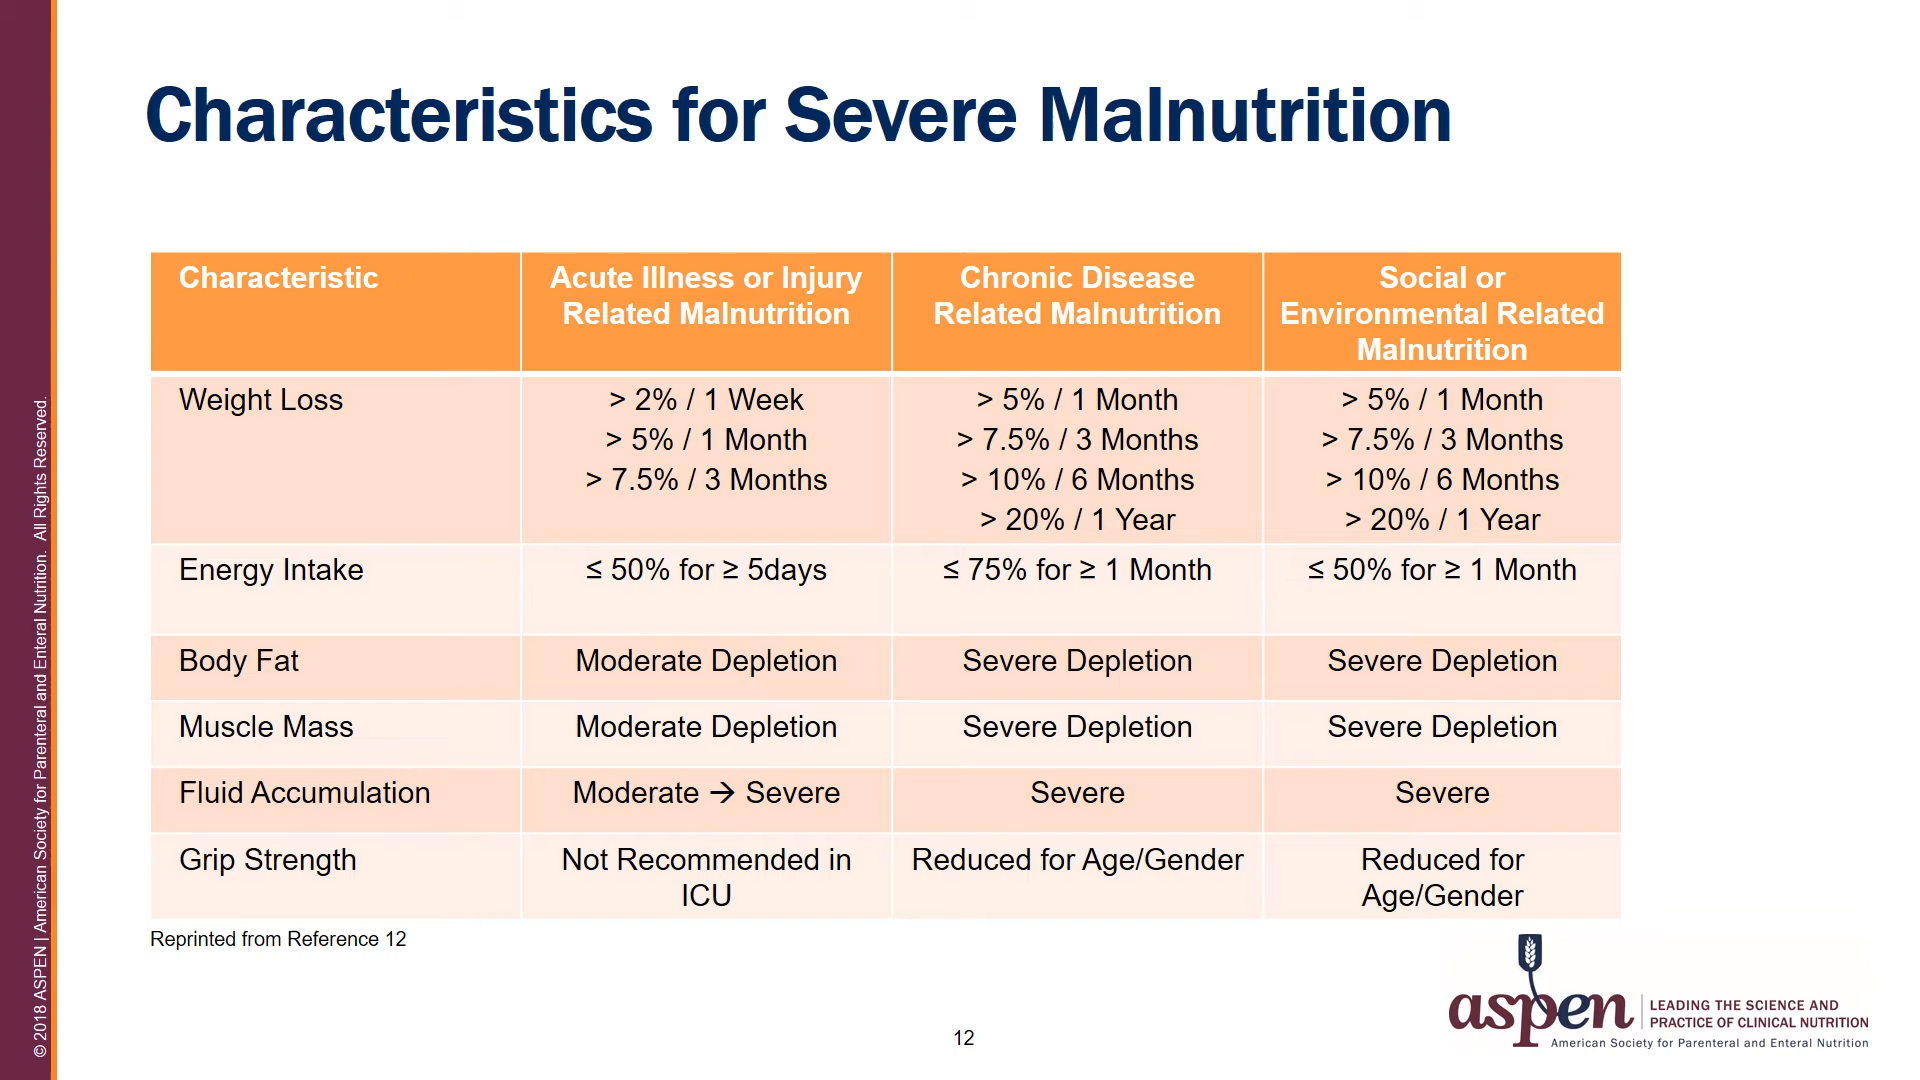 Characteristics for Severe Malnutrition
Characteristic
Acute Illness or Injury
Related Malnutrition
Chronic Disease
Related Malnutrition
Social or
Environmental Related
Malnutrition
Weight Loss
> 2% / 1 Week
> 5% / 1 Month
> 7.5% / 3 Months
> 5% / 1 Month
> 7.5% / 3 Months
> 10% / 6 Months
> 20% / 1 Year
> 5% / 1 Month
> 7.5% / 3 Months
> 10% / 6 Months
> 20% / 1 Year
Energy Intake
≤ 50% for ≥ 5days
≤ 75% for ≥ 1 Month
≤ 50% for ≥ 1 Month
Body Fat
Moderate Depletion
Severe Depletion
Severe Depletion
Muscle Mass
Moderate Depletion
Severe Depletion
Severe Depletion
Fluid Accumulation
Moderate → Severe
Severe
Severe
Grip Strength
Not Recommended in
ICU
Reduced for Age/Gender
Reduced for
Age/Gender
Reprinted from Reference 12
12
aspen
LEADING THE SCIENCE AND
PRACTICE OF CLINICAL NUTRITION
American Society for Parenteral and Enteral Nutrition
© 2018 ASPEN | American Society for Parenteral and Enteral Nutrition. All Rights Reserved.